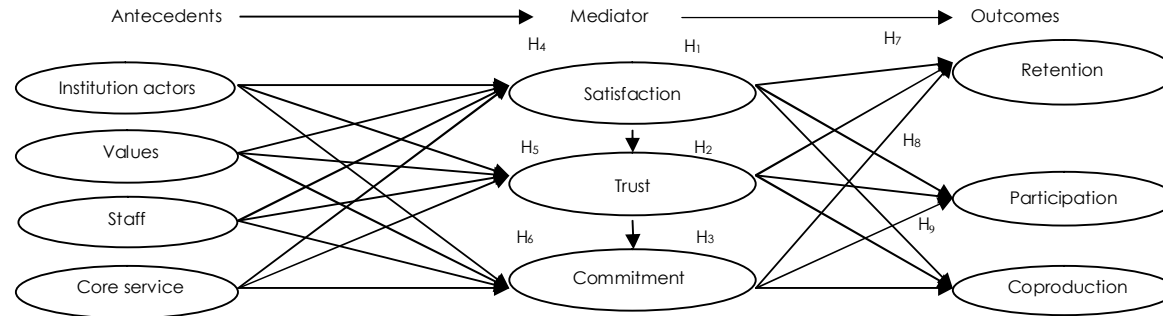 Antecedents Mediator Outcomes
H4 H1 H7
Institution actors Satisfaction Retention
H8
Values H5 H2
Trust
Staff Participation
H6 H3 H9
Core service Commitment Coproduction